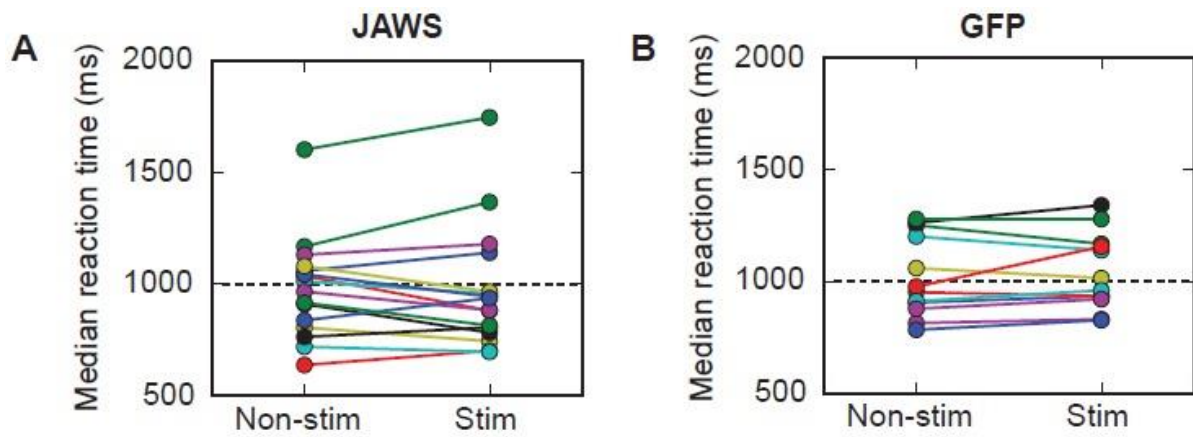 A
JAWS
Median reaction time (ms)
2000
1500
1000
500
Non-stim
Stim
B
GFP
Median reaction time (ms)
2000
1500
1000
500
Non-stim
Stim